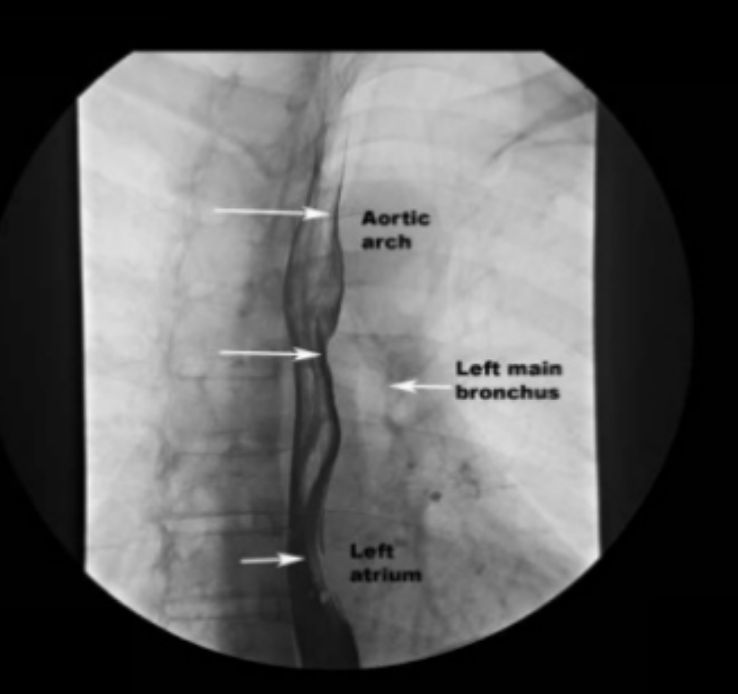 Aortic
arch
Left main
bronchus
Left
atrium